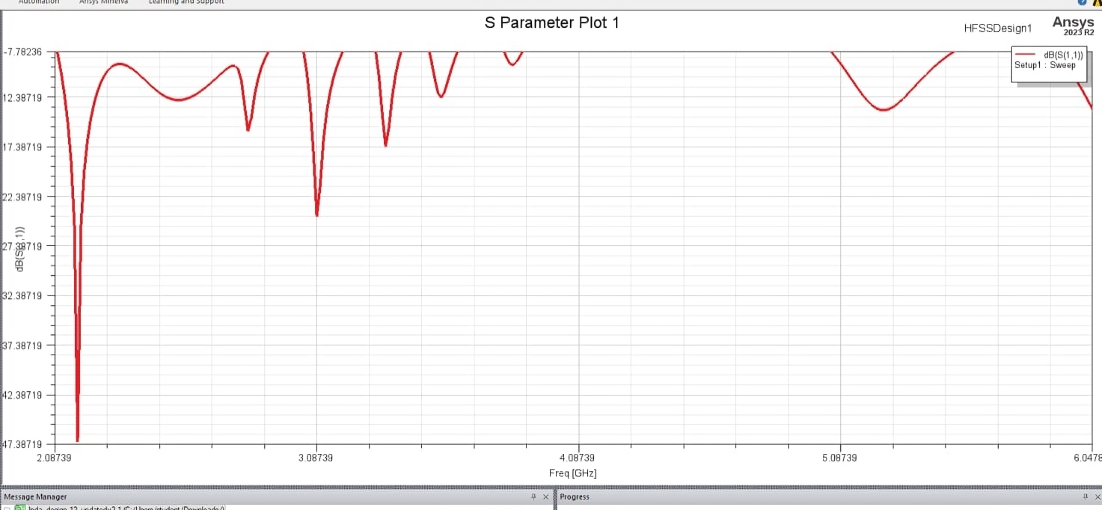 Automation Ansys Minerva Learning and Support
S Parameter Plot 1
HFSSDesign1
Ansys
2023 R2
-7.78236
12.38719
17.38719
22.38719
27.38719
32.38719
37.38719
42.38719
47.38719
dB(S(1,1))
dB(S(1,1))
Setup1 : Sweep
2.08739 3.08739 4.08739 5.08739 6.0478
Freq [GHz]
Message Manager
Progress